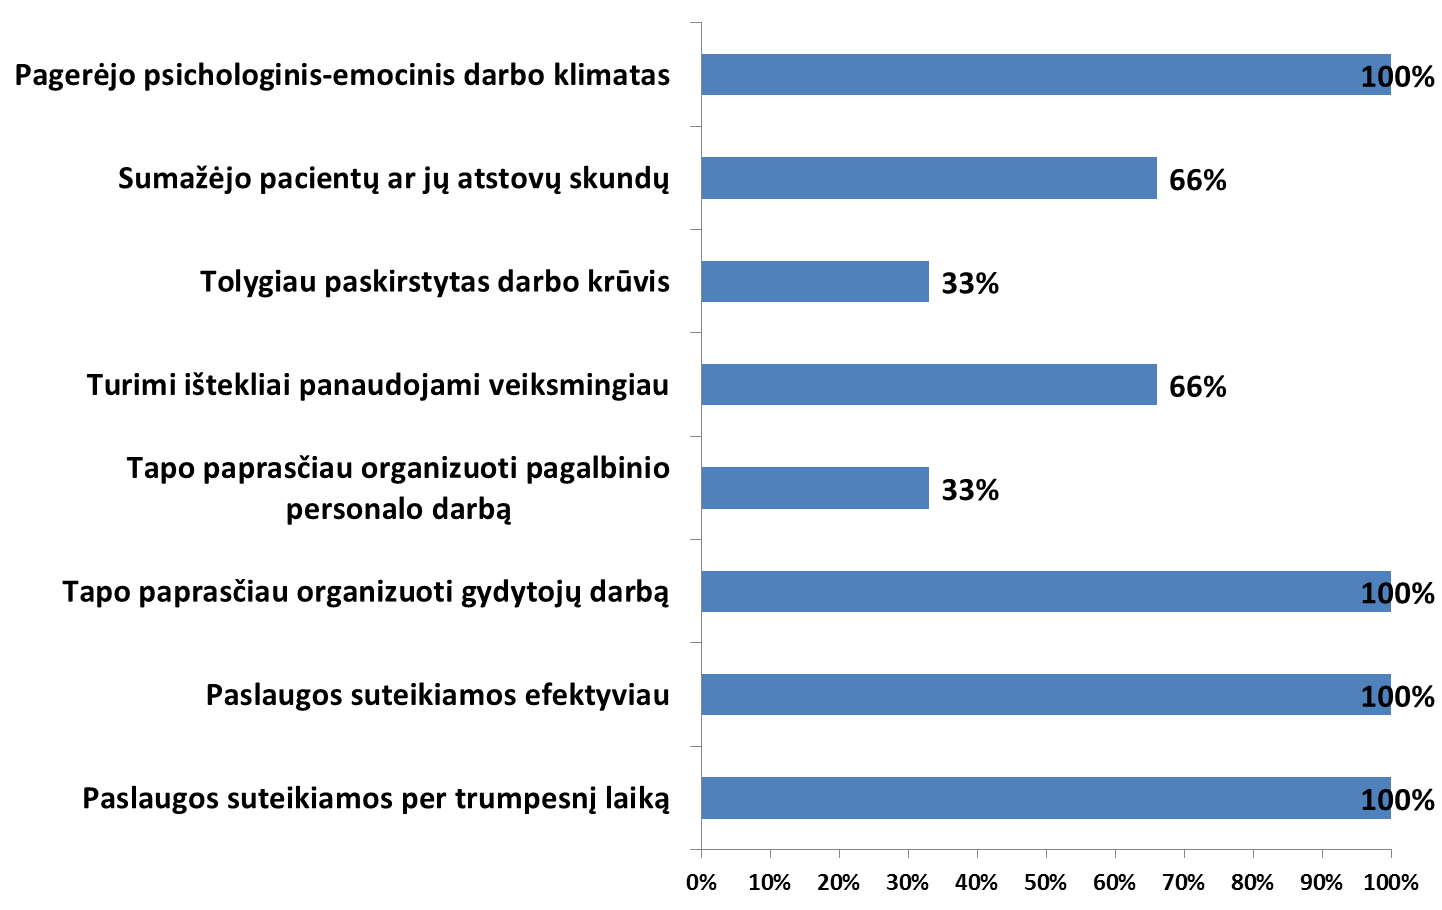 Pagerėjo psichologinis-emocinis darbo klimatas
100%
Sumažėjo pacientų ar jų atstovų skundų
66%
Tolygiau paskirstytas darbo krūvis
33%
Turimi ištekliai panaudojami veiksmingiau
66%
Tapo paprasčiau organizuoti pagalbinio
personalo darbą
33%
Tapo paprasčiau organizuoti gydytojų darbą
100%
Paslaugos suteikiamos efektyviau
100%
Paslaugos suteikiamos per trumpesnį laiką
100%
0% 10% 20% 30% 40% 50% 60% 70% 80% 90% 100%